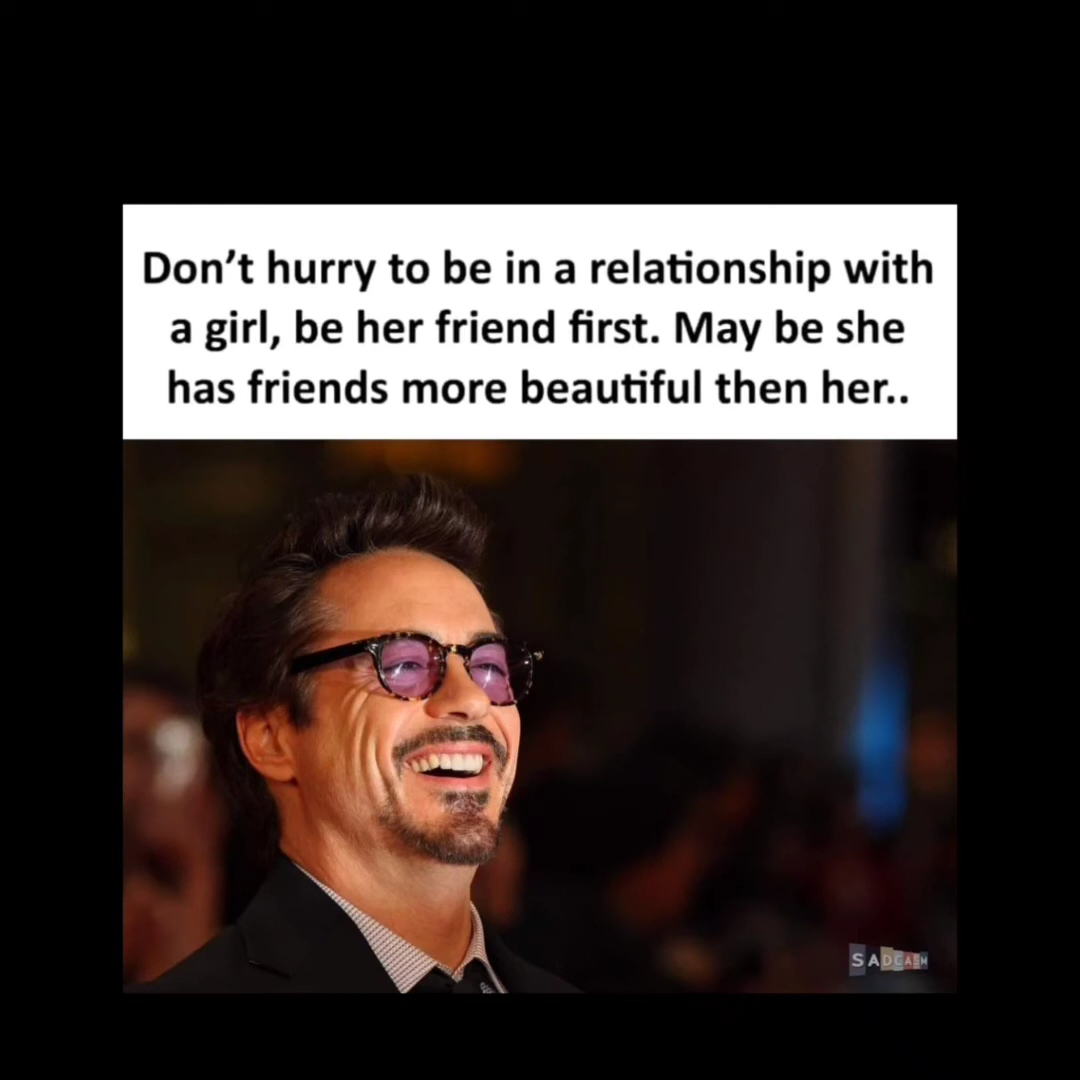 Don’t hurry to be in a relationship with
a girl, be her friend first. May be she
has friends more beautiful then her..
SADCASM